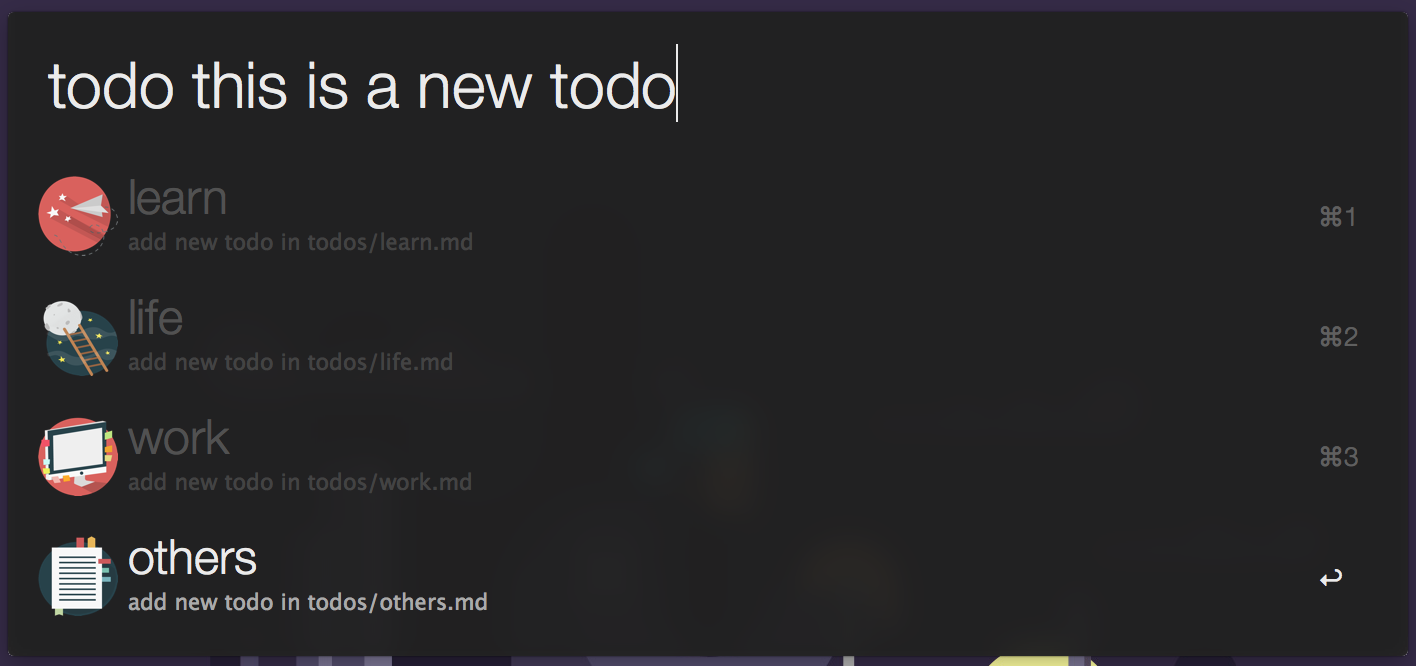 todo this is a new todo
learn
add new todo in todos/learn.md
⌘1
life
add new todo in todos/life.md
⌘2
work
add new todo in todos/work.md
⌘3
others
add new todo in todos/others.md
↩